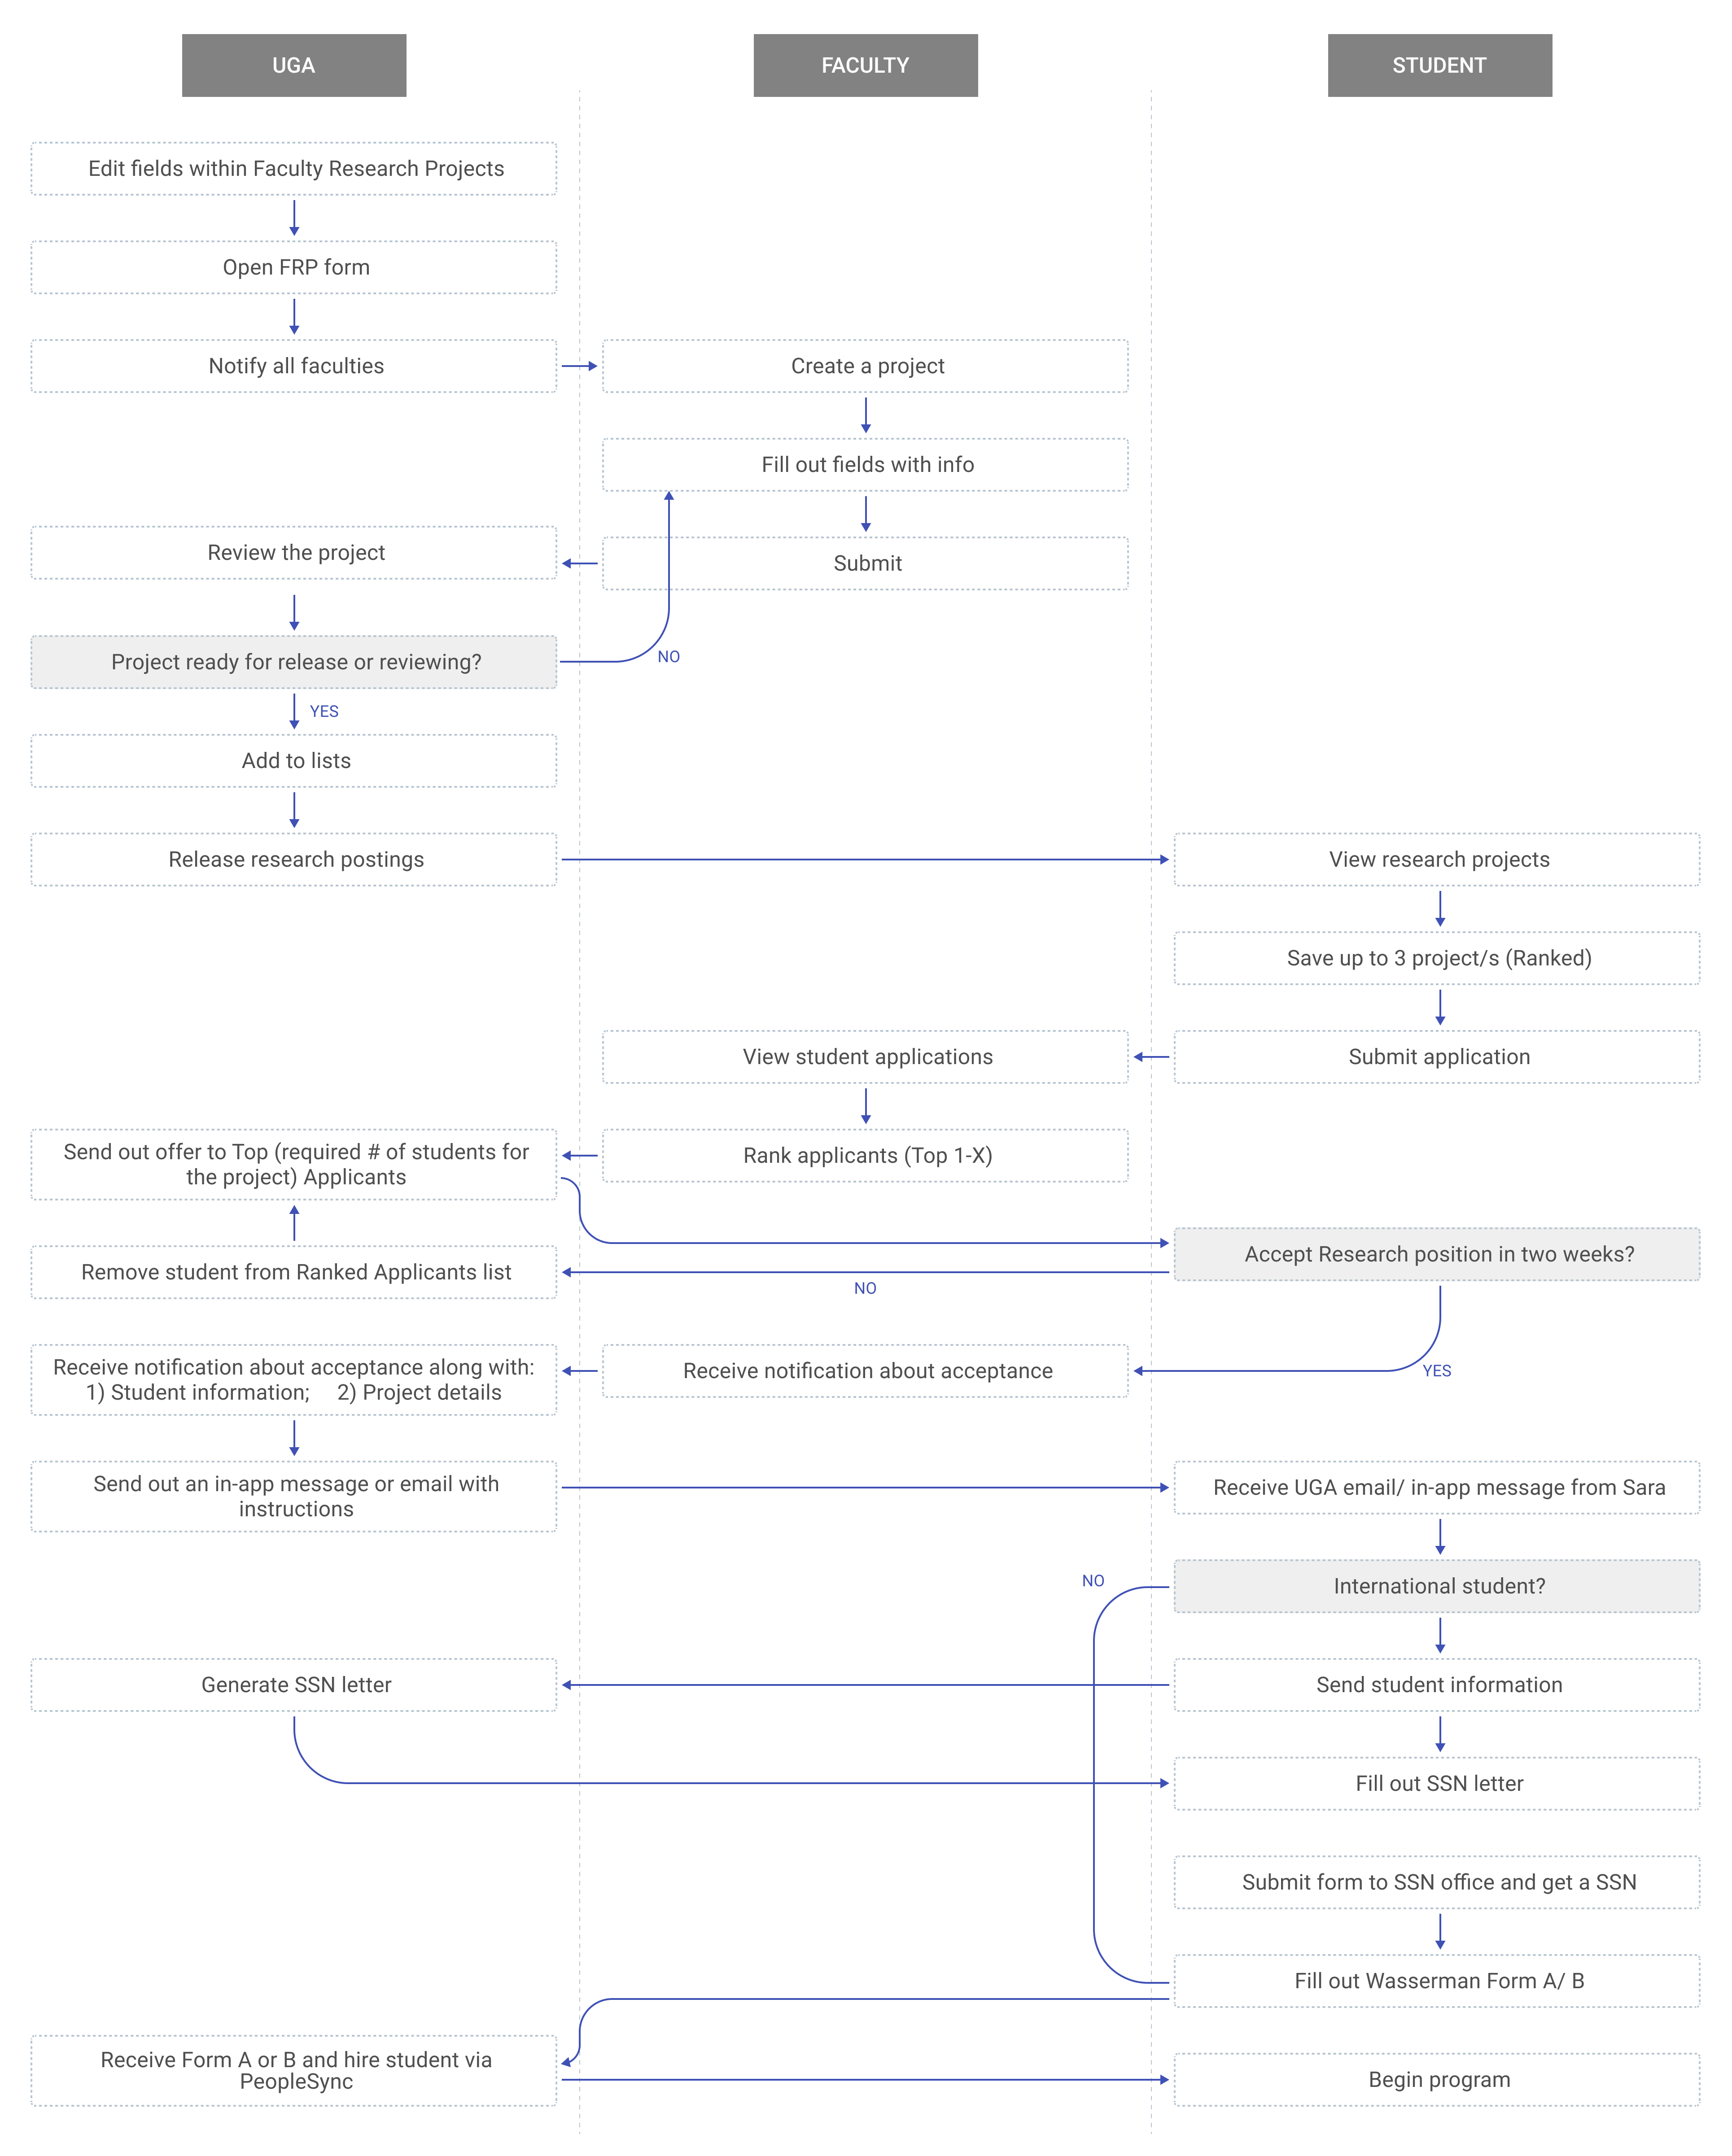 UGA
FACULTY
STUDENT
Edit fields within Faculty Research Projects
Open FRP form
Notify all faculties
Create a project
Fill out fields with info
Review the project
Submit
Project ready for release or reviewing?
NO
YES
Add to lists
Release research postings
View research projects
Save up to 3 project/s (Ranked)
View student applications
Submit application
Send out offer to Top (required # of students for
the project) Applicants
Rank applicants (Top 1-X)
Accept Research position in two weeks?
Remove student from Ranked Applicants list
NO
Receive notification about acceptance along with:
1) Student information; 2) Project details
Receive notification about acceptance
YES
Send out an in-app message or email with
instructions
Receive UGA email/ in-app message from Sara
NO
International student?
Generate SSN letter
Send student information
Fill out SSN letter
Submit form to SSN office and get a SSN
Fill out Wasserman Form A/ B
Receive Form A or B and hire student via
PeopleSync
Begin program